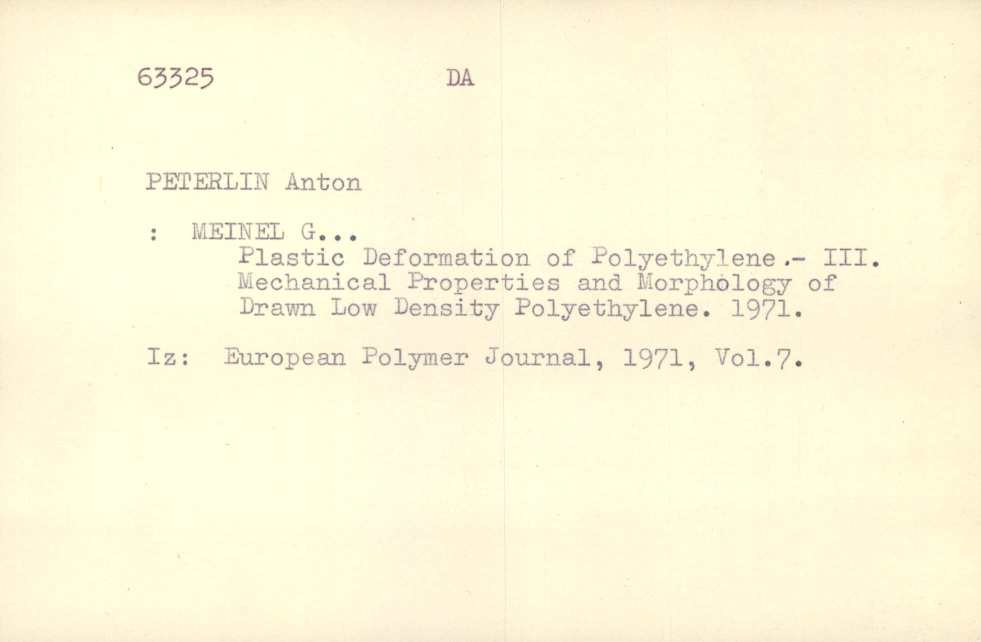 63325 DA
PETERLIN Anton
: MEINEL G...
Plastic Deformation of Polyethylene.- III.
Mechanical Properties and Morphology of
Drawn Low Density Polyethylene. 1971.
Iz: European Polymer Journal, 1971, Vol.7.